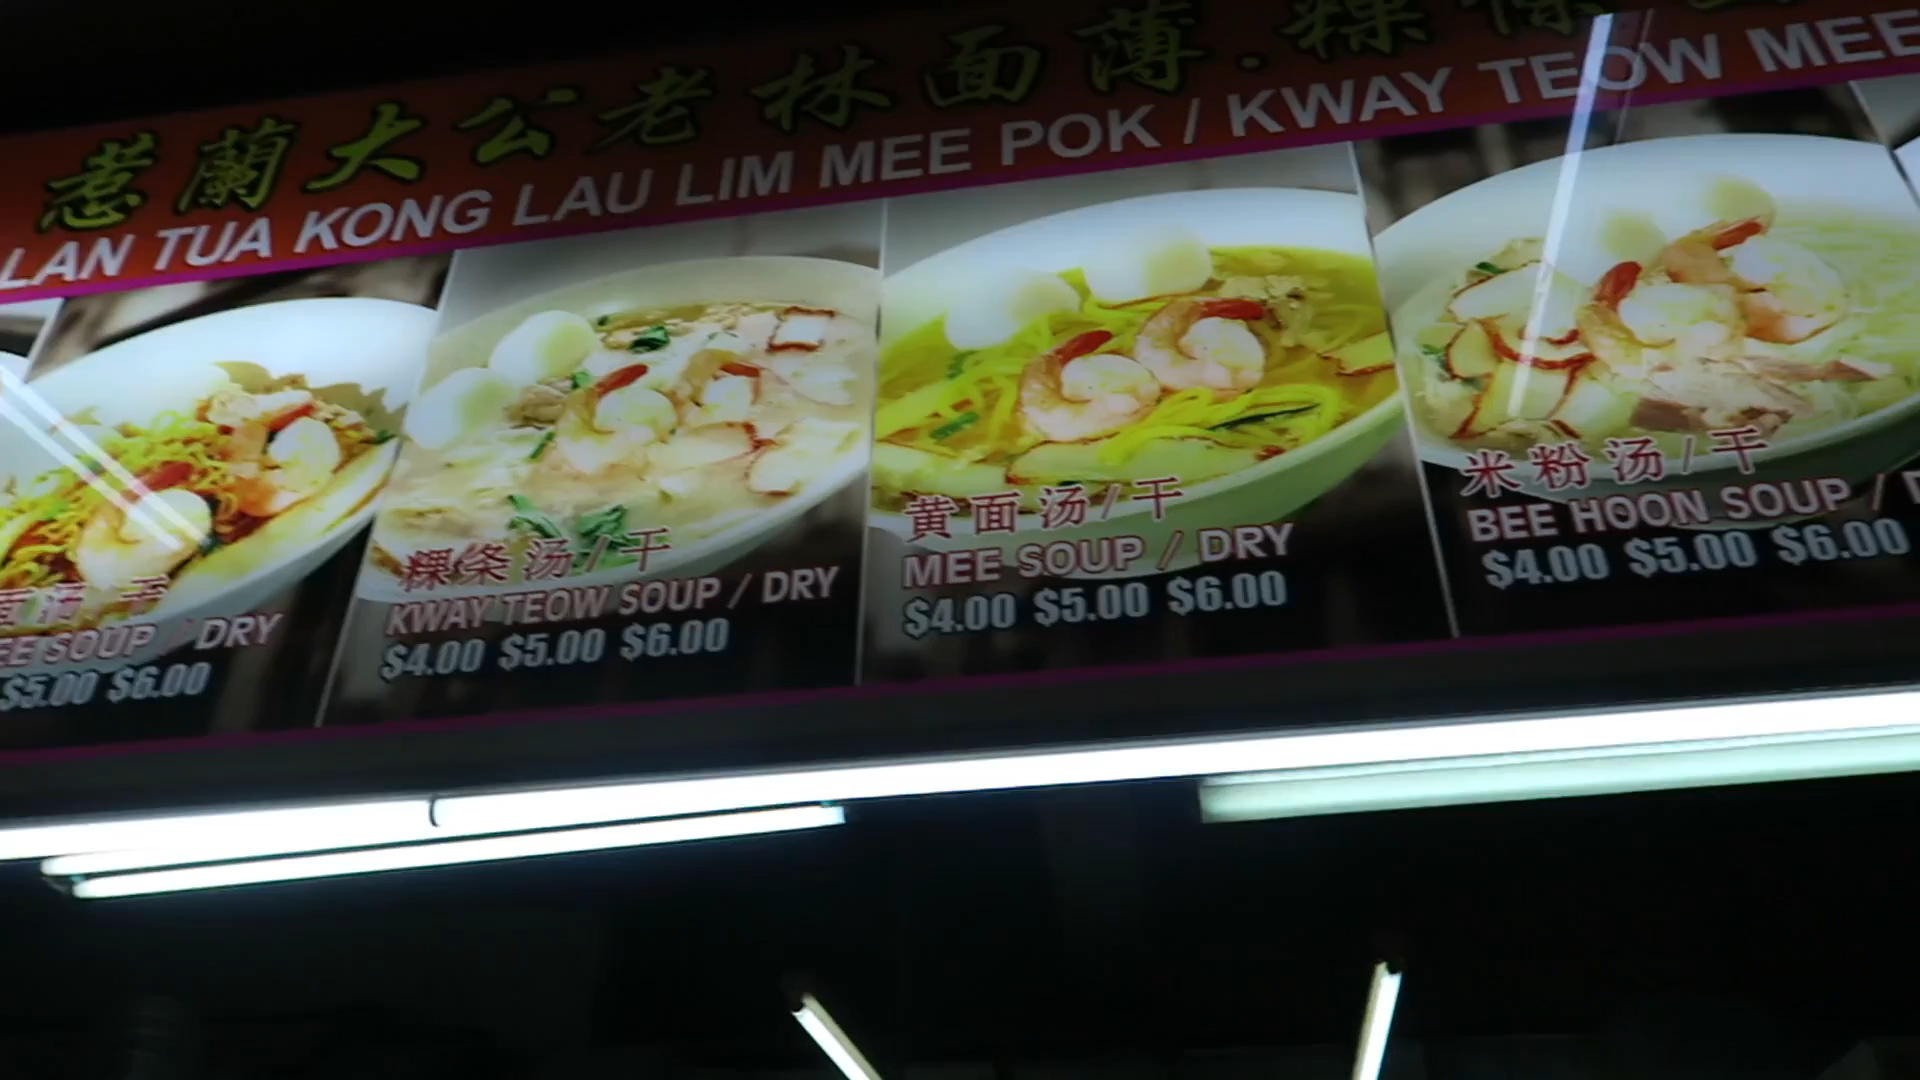 惹蘭大公老林面薄.粿條
LAN TUA KONG LAU LIM MEE POK / KWAY TEOW MEE
SOUP / DRY
$5.00 $6.00
粿条汤/干
KWAY TEOW SOUP / DRY
$4.00 $5.00 $6.00
黄面汤/干
MEE SOUP / DRY
$4.00 $5.00 $6.00
米粉汤/干
BEE HOON SOUP /
$4.00 $5.00 $6.00